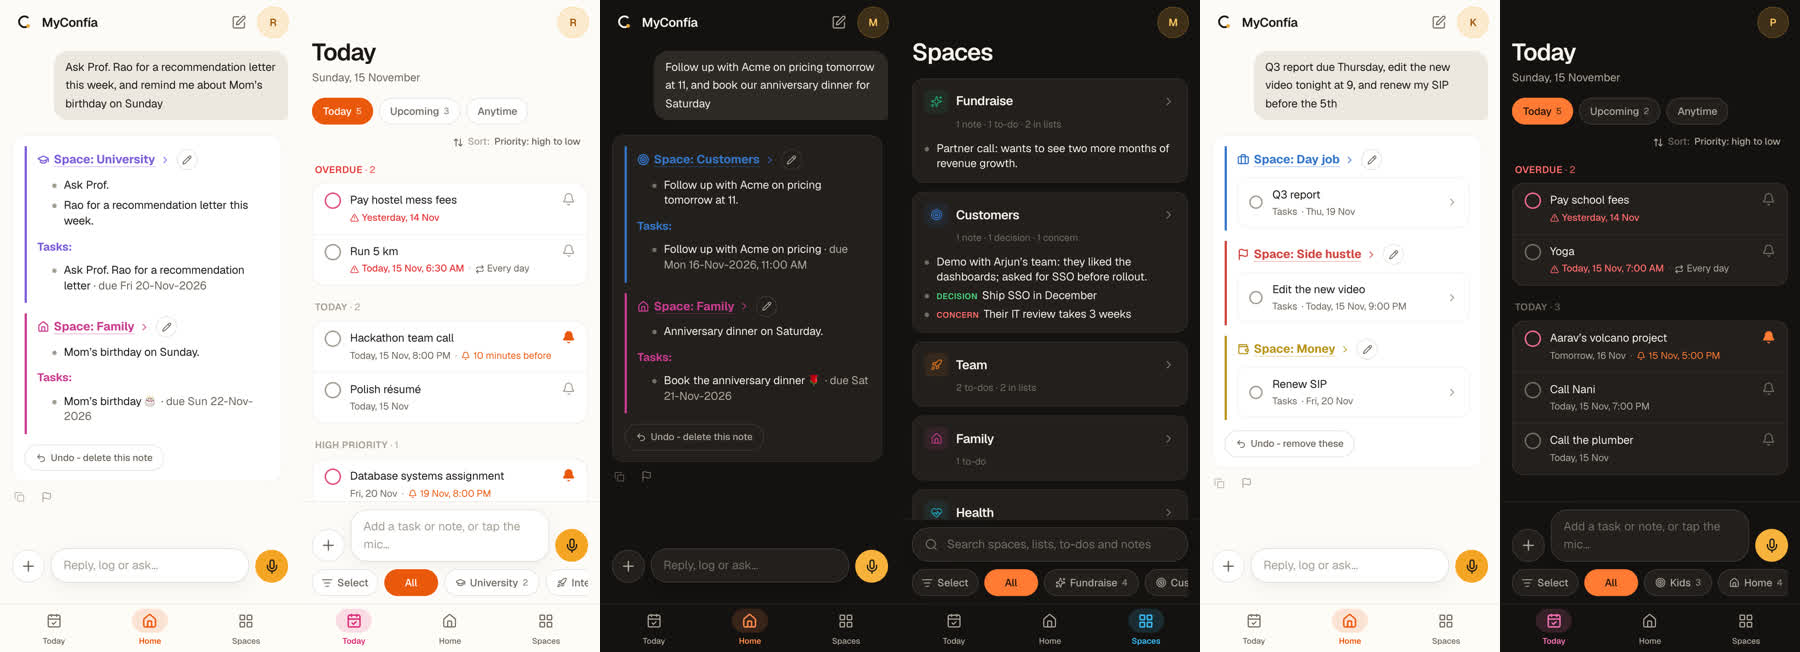 MyConfía
R
Ask Prof. Rao for a recommendation letter
this week, and remind me about Mom's
birthday on Sunday
Space: University
Ask Prof.
Rao for a recommendation letter this
week.
Tasks:
Ask Prof. Rao for a recommendation
letter · due Fri 20-Nov-2026
Space: Family
Mom's birthday on Sunday.
Tasks:
Mom's birthday 🎂 · due Sun 22-Nov-
2026
Undo - delete this note
Reply, log or ask...
Today
Home
Spaces
R
Today
Sunday, 15 November
Today 5
Upcoming 3
Anytime
Sort: Priority: high to low
OVERDUE · 2
Pay hostel mess fees
Yesterday, 14 Nov
Run 5 km
Today, 15 Nov, 6:30 AM · Every day
TODAY · 2
Hackathon team call
Today, 15 Nov, 8:00 PM · 10 minutes before
Polish résumé
Today, 15 Nov
HIGH PRIORITY · 1
Database systems assignment
Fri, 20 Nov · 19 Nov, 8:00 PM
Add a task or note, or tap the
mic...
Select
All
University 2
Inte
Today
Home
Spaces
MyConfía
M
Follow up with Acme on pricing tomorrow
at 11, and book our anniversary dinner for
Saturday
Space: Customers
Follow up with Acme on pricing
tomorrow at 11.
Tasks:
Follow up with Acme on pricing · due
Mon 16-Nov-2026, 11:00 AM
Space: Family
Anniversary dinner on Saturday.
Tasks:
Book the anniversary dinner 🌹 · due Sat
21-Nov-2026
Undo - delete this note
Reply, log or ask...
Today
Home
Spaces
M
Spaces
Fundraise
1 note · 1 to-do · 2 in lists
Partner call: wants to see two more months of
revenue growth.
Customers
1 note · 1 decision · 1 concern
Demo with Arjun's team: they liked the
dashboards; asked for SSO before rollout.
DECISION Ship SSO in December
CONCERN Their IT review takes 3 weeks
Team
2 to-dos · 2 in lists
Family
1 to-do
Health
Search spaces, lists, to-dos and notes
Select
All
Fundraise 4
Cus
Today
Home
Spaces
MyConfía
K
Q3 report due Thursday, edit the new
video tonight at 9, and renew my SIP
before the 5th
Space: Day job
Q3 report
Tasks · Thu, 19 Nov
Space: Side hustle
Edit the new video
Tasks · Today, 15 Nov, 9:00 PM
Space: Money
Renew SIP
Tasks · Fri, 20 Nov
Undo - remove these
Reply, log or ask...
Today
Home
Spaces
P
Today
Sunday, 15 November
Today 5
Upcoming 2
Anytime
Sort: Priority: high to low
OVERDUE · 2
Pay school fees
Yesterday, 14 Nov
Yoga
Today, 15 Nov, 7:00 AM · Every day
TODAY · 3
Aarav's volcano project
Tomorrow, 16 Nov · 15 Nov, 5:00 PM
Call Nani
Today, 15 Nov, 7:00 PM
Call the plumber
Today, 15 Nov
Add a task or note, or tap the
mic...
Select
All
Kids 3
Home 4
Today
Home
Spaces